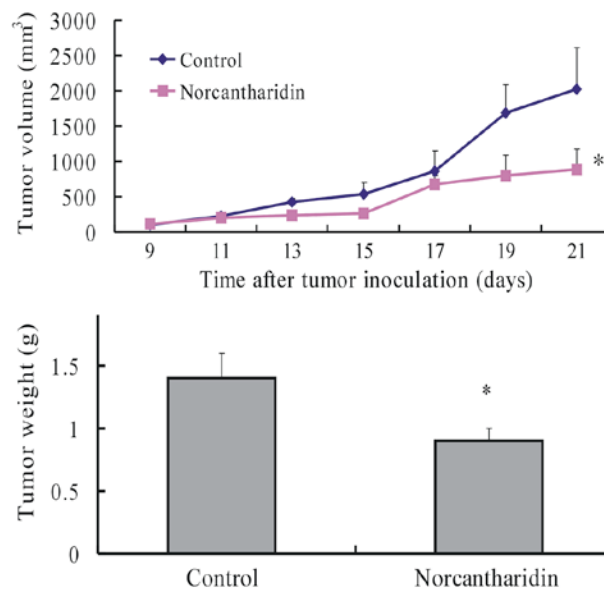 Tumor volume (mm³)
3000
2500
2000
1500
1000
500
0
Control
Norcantharidin
*
9 11 13 15 17 19 21
Time after tumor inoculation (days)
Tumor weight (g)
1.5
1
0.5
0
*
Control Norcantharidin